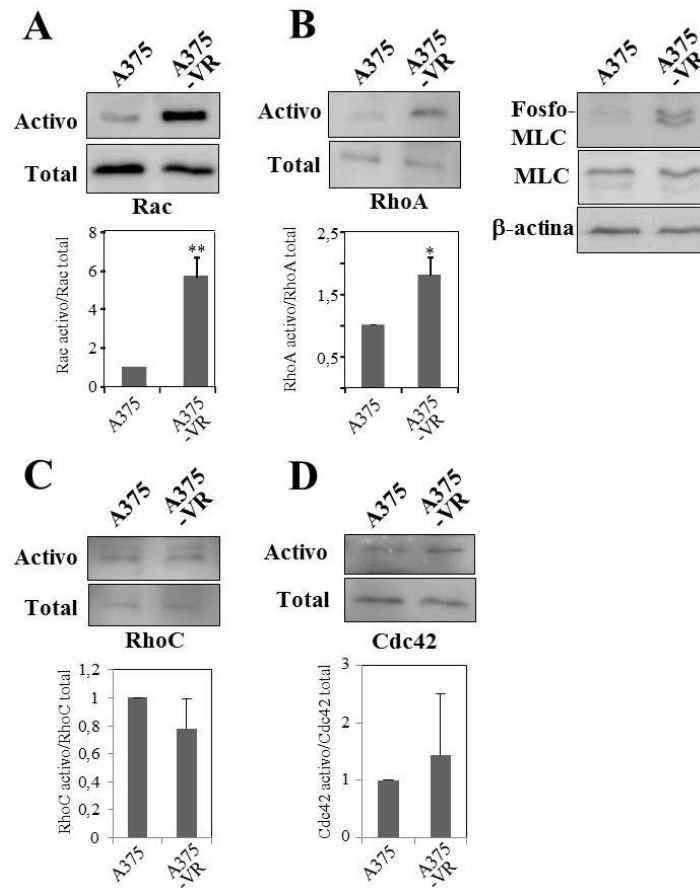 A
A375
A375
-VR
Activo
Total
Rac
Rac activo/Rac total
8
6
4
2
0
**
A375
A375
-VR
B
A375
A375
-VR
Activo
Total
RhoA
RhoA activo/RhoA total
2,5
1,5
0,5
*
A375
A375
-VR
A375
A375
-VR
Fosfo-
MLC
MLC
β-actina
C
A375
A375
-VR
Activo
Total
RhoC
RhoC activo/RhoC total
1,2
1
0,8
0,6
0,4
0,2
0
A375
A375
-VR
D
A375
A375
-VR
Activo
Total
Cdc42
Cdc42 activo/Cdc42 total
3
2
1
0
A375
A375
-VR